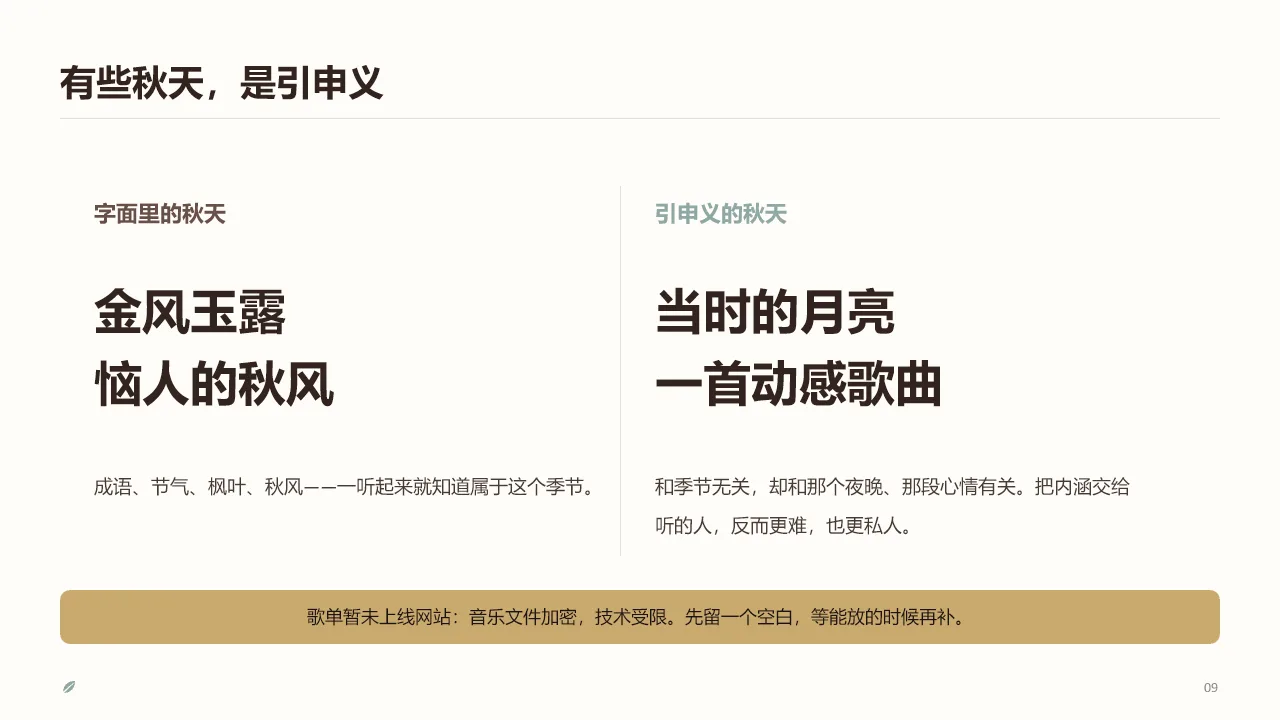 有些秋天，是引申义
字面里的秋天
金风玉露
恼人的秋风
成语、节气、枫叶、秋风——一听起来就知道属于这个季节。
引申义的秋天
当时的月亮
一首动感歌曲
和季节无关，却和那个夜晚、那段心情有关。把内涵交给
听的人，反而更难，也更私人。
歌单暂未上线网站：音乐文件加密，技术受限。先留一个空白，等能放的时候再补。
09